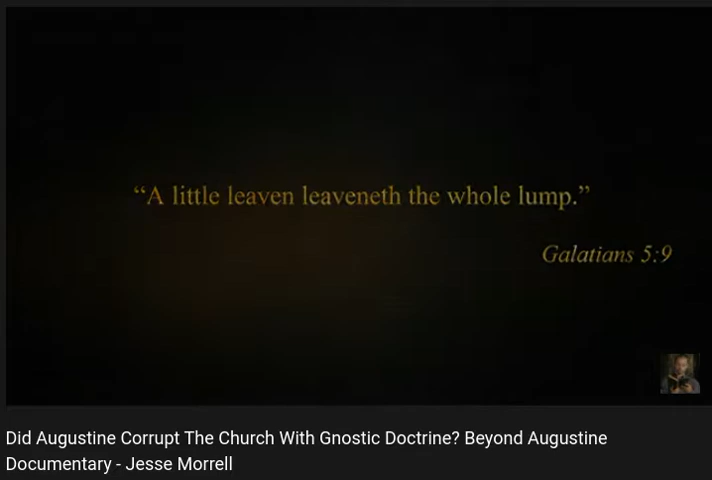 “A little leaven leaveneth the whole lump.”
Galatians 5:9
Did Augustine Corrupt The Church With Gnostic Doctrine? Beyond Augustine
Documentary - Jesse Morrell